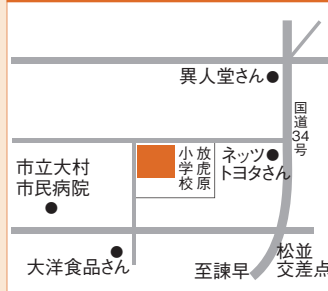 異人堂さん
国道34号
放虎原
小学校
ネッツ
トヨタさん
市立大村
市民病院
大洋食品さん
至諫早
松並
交差点